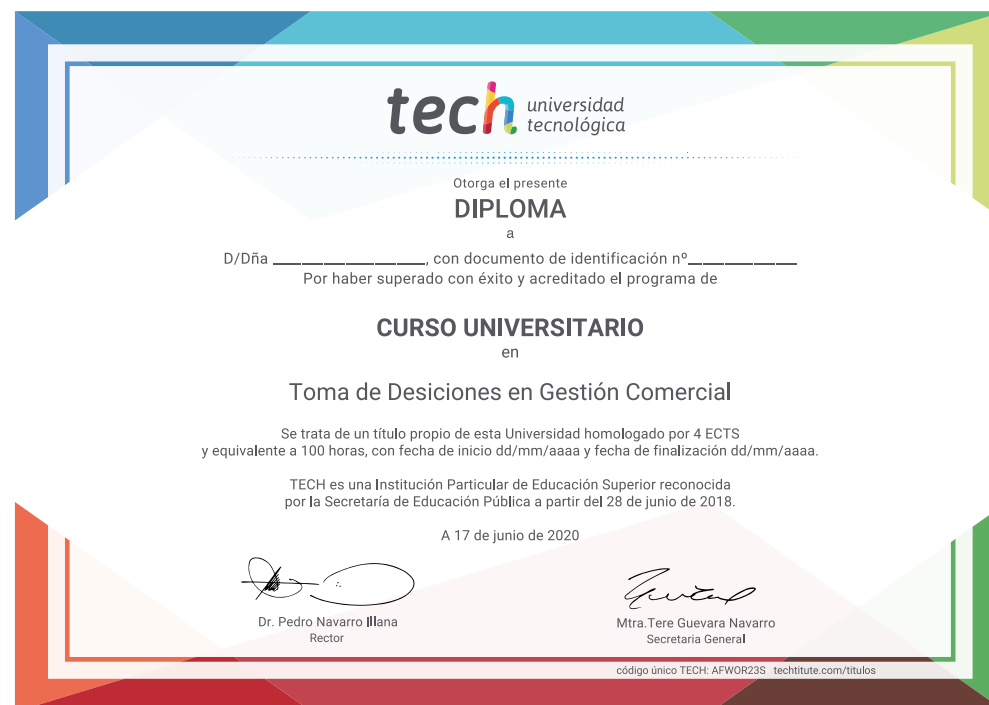 tech universidad
tecnológica
Otorga el presente
DIPLOMA
a
D/Dña __________________, con documento de identificación nº_____________
Por haber superado con éxito y acreditado el programa de
CURSO UNIVERSITARIO
en
Toma de Desiciones en Gestión Comercial
Se trata de un título propio de esta Universidad homologado por 4 ECTS
y equivalente a 100 horas, con fecha de inicio dd/mm/aaaa y fecha de finalización dd/mm/aaaa.
TECH es una Institución Particular de Educación Superior reconocida
por la Secretaría de Educación Pública a partir del 28 de junio de 2018.
A 17 de junio de 2020
Dr. Pedro Navarro Illana
Rector
Mtra.Tere Guevara Navarro
Secretaria General
código único TECH: AFWOR23S techtitute.com/titulos